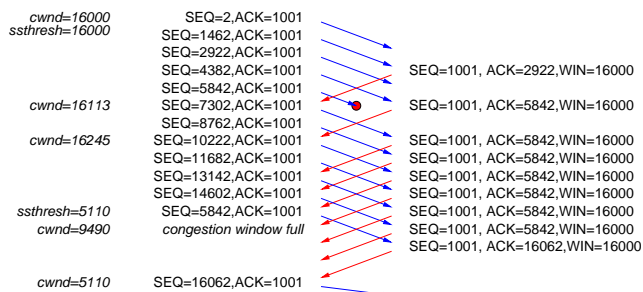 cwnd=16000 SEQ=2,ACK=1001
ssthresh=16000 SEQ=1462,ACK=1001
SEQ=2922,ACK=1001
SEQ=4382,ACK=1001 SEQ=1001, ACK=2922,WIN=16000
SEQ=5842,ACK=1001
cwnd=16113 SEQ=7302,ACK=1001 SEQ=1001, ACK=5842,WIN=16000
SEQ=8762,ACK=1001
cwnd=16245 SEQ=10222,ACK=1001 SEQ=1001, ACK=5842,WIN=16000
SEQ=11682,ACK=1001 SEQ=1001, ACK=5842,WIN=16000
SEQ=13142,ACK=1001 SEQ=1001, ACK=5842,WIN=16000
SEQ=14602,ACK=1001 SEQ=1001, ACK=5842,WIN=16000
ssthresh=5110 SEQ=5842,ACK=1001 SEQ=1001, ACK=5842,WIN=16000
cwnd=9490 congestion window full SEQ=1001, ACK=5842,WIN=16000
SEQ=1001, ACK=16062,WIN=16000
cwnd=5110 SEQ=16062,ACK=1001